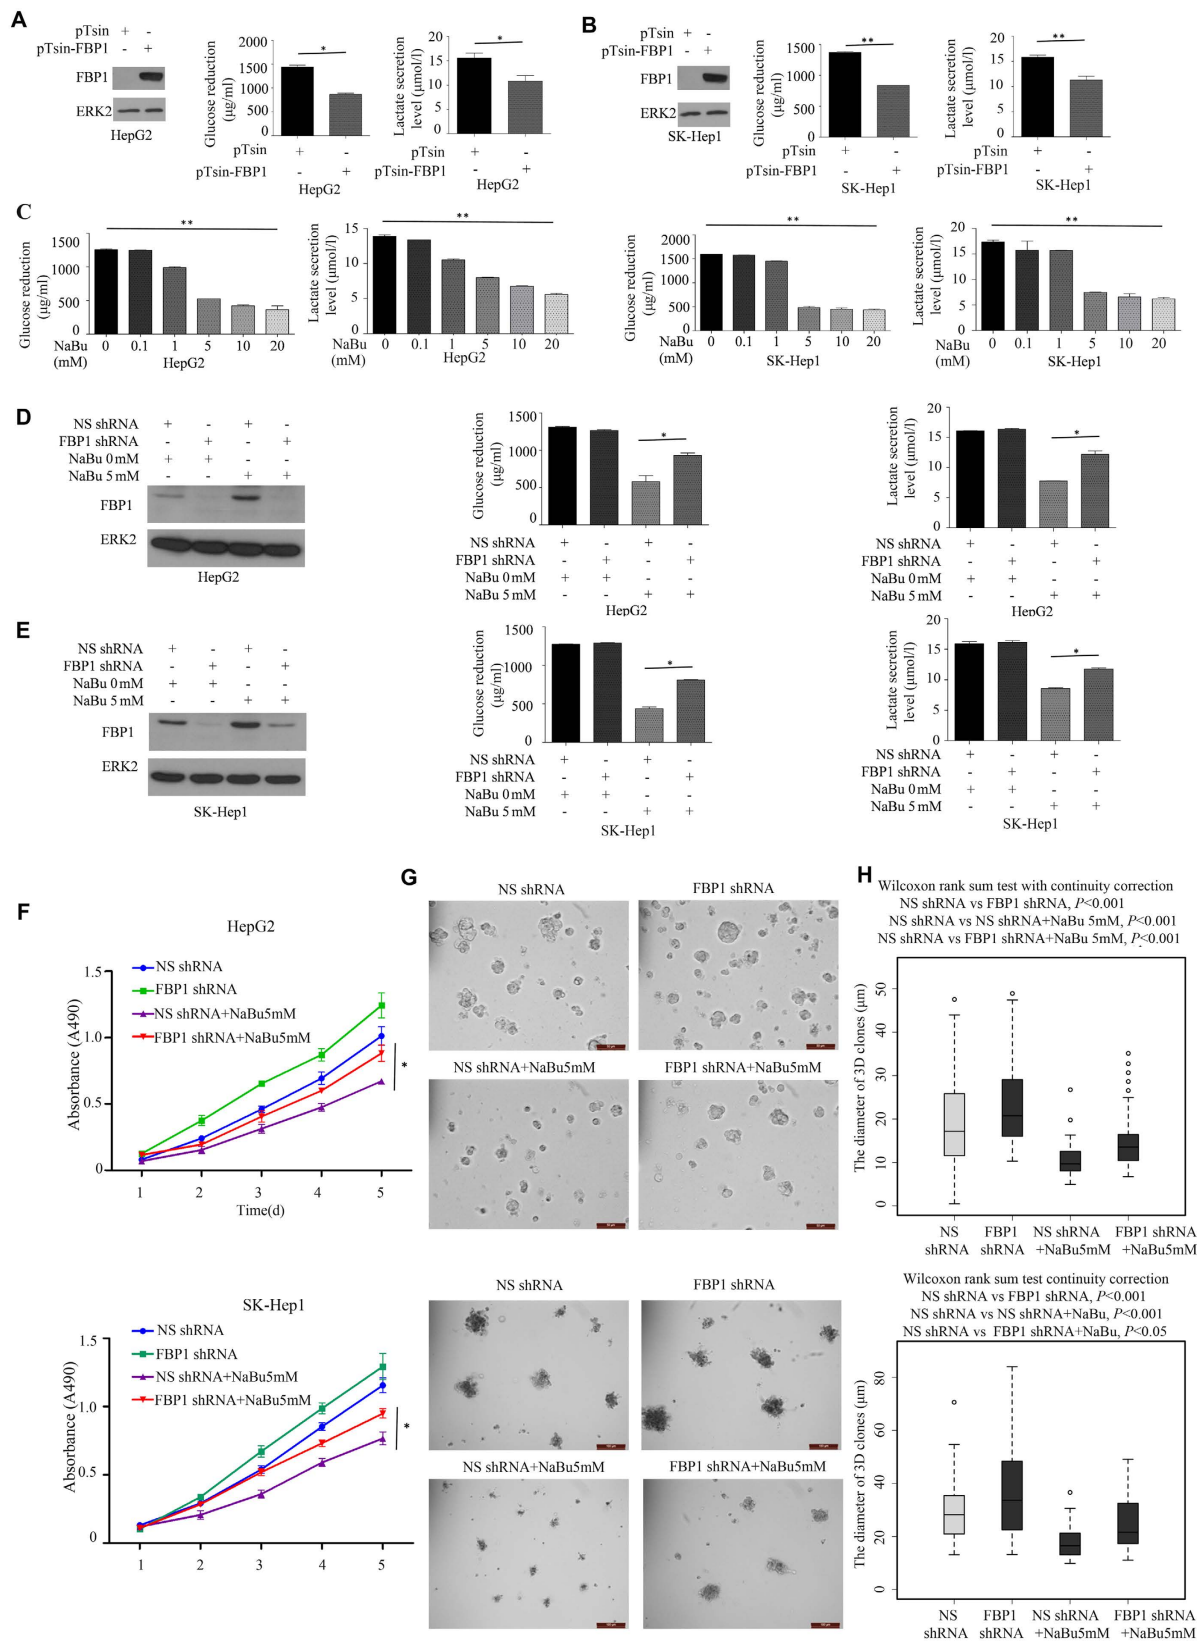 A
pTsin + -
pTsin-FBP1 - +
FBP1
ERK2
HepG2
Glucose reduction
(µg/ml)
2000
1500
1000
500
0
*
pTsin + -
pTsin-FBP1 - +
HepG2
Lactate secretion
level (µmol/l)
20
15
10
5
0
*
pTsin + -
pTsin-FBP1 - +
HepG2
B
pTsin + -
pTsin-FBP1 - +
FBP1
ERK2
SK-Hep1
Glucose reduction
(µg/ml)
1500
1000
500
0
**
pTsin + -
pTsin-FBP1 - +
SK-Hep1
Lactate secretion
level (µmol/l)
20
15
10
5
0
**
pTsin + -
pTsin-FBP1 - +
SK-Hep1
C
Glucose reduction
(µg/ml)
1500
1000
500
0
**
NaBu 0 0.1 1 5 10 20
(mM)
HepG2
Lactate secretion
level (µmol/l)
15
10
5
0
**
NaBu 0 0.1 1 5 10 20
(mM)
HepG2
Glucose reduction
(µg/ml)
2000
1500
1000
500
0
**
NaBu 0 0.1 1 5 10 20
(mM)
SK-Hep1
Lactate secretion
level (µmol/l)
20
15
10
5
0
**
NaBu 0 0.1 1 5 10 20
(mM)
SK-Hep1
D
NS shRNA + - + -
FBP1 shRNA - + - +
NaBu 0 mM + + - -
NaBu 5 mM - - + +
FBP1
ERK2
HepG2
Glucose reduction
(µg/ml)
1500
1000
500
0
*
NS shRNA + - + -
FBP1 shRNA - + - +
NaBu 0 mM + + - -
NaBu 5 mM - - + +
HepG2
Lactate secretion
level (µmol/l)
20
15
10
5
0
*
NS shRNA + - + -
FBP1 shRNA - + - +
NaBu 0 mM + + - -
NaBu 5 mM - - + +
HepG2
E
NS shRNA + - + -
FBP1 shRNA - + - +
NaBu 0 mM + + - -
NaBu 5 mM - - + +
FBP1
ERK2
SK-Hep1
Glucose reduction
(µg/ml)
1500
1000
500
0
*
NS shRNA + - + -
FBP1 shRNA - + - +
NaBu 0 mM + + - -
NaBu 5 mM - - + +
SK-Hep1
Lactate secretion
level (µmol/l)
20
15
10
5
0
*
NS shRNA + - + -
FBP1 shRNA - + - +
NaBu 0 mM + + - -
NaBu 5 mM - - + +
SK-Hep1
F
HepG2
NS shRNA
FBP1 shRNA
NS shRNA+NaBu5mM
FBP1 shRNA+NaBu5mM
Absorbance (A490)
1.5
1.0
0.5
0
*
1 2 3 4 5
Time(d)
SK-Hep1
NS shRNA
FBP1 shRNA
NS shRNA+NaBu5mM
FBP1 shRNA+NaBu5mM
Absorbance (A490)
1.5
1.0
0.5
0
*
1 2 3 4 5
G
NS shRNA
FBP1 shRNA
NS shRNA+NaBu5mM
FBP1 shRNA+NaBu5mM
NS shRNA
FBP1 shRNA
NS shRNA+NaBu5mM
FBP1 shRNA+NaBu5mM
H
Wilcoxon rank sum test with continuity correction
NS shRNA vs FBP1 shRNA, P<0.001
NS shRNA vs NS shRNA+NaBu 5mM, P<0.001
NS shRNA vs FBP1 shRNA+NaBu 5mM, P<0.001
The diameter of 3D clones (µm)
50
40
30
20
10
0
NS FBP1 NS shRNA FBP1 shRNA
shRNA shRNA +NaBu5mM +NaBu5mM
Wilcoxon rank sum test continuity correction
NS shRNA vs FBP1 shRNA, P<0.001
NS shRNA vs NS shRNA+NaBu, P<0.001
NS shRNA vs FBP1 shRNA+NaBu, P<0.05
The diameter of 3D clones (µm)
80
60
40
20
0
NS FBP1 NS shRNA FBP1 shRNA
shRNA shRNA +NaBu5mM +NaBu5mM